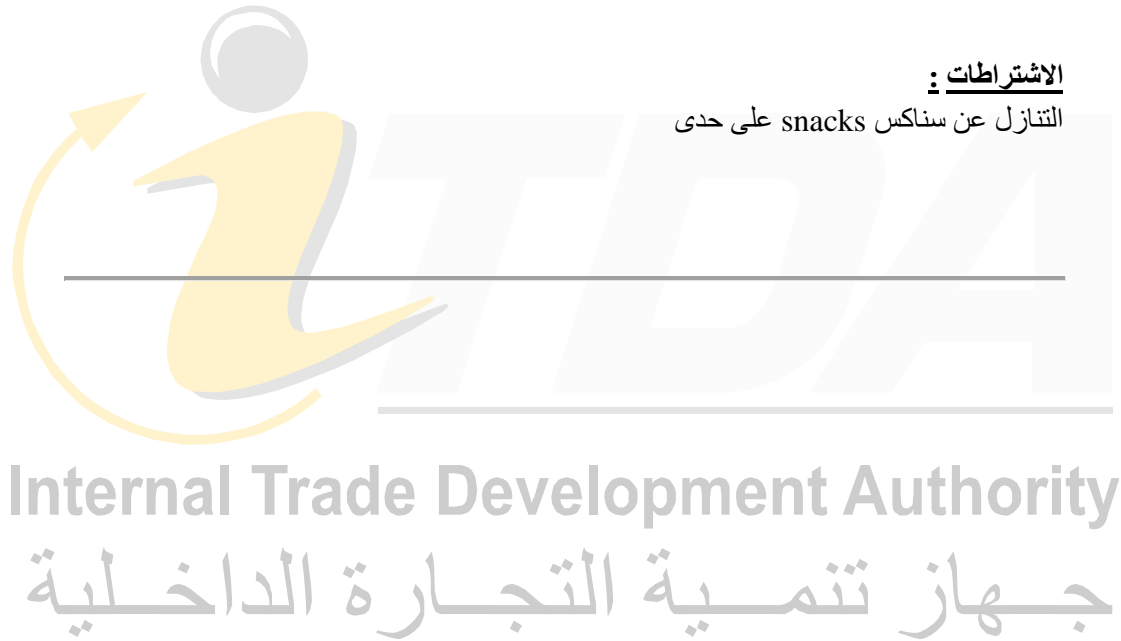 الاشتراطات :
التنازل عن سناكس snacks على حدى
iTDA
Internal Trade Development Authority
جهاز تنمية التجارة الداخلية